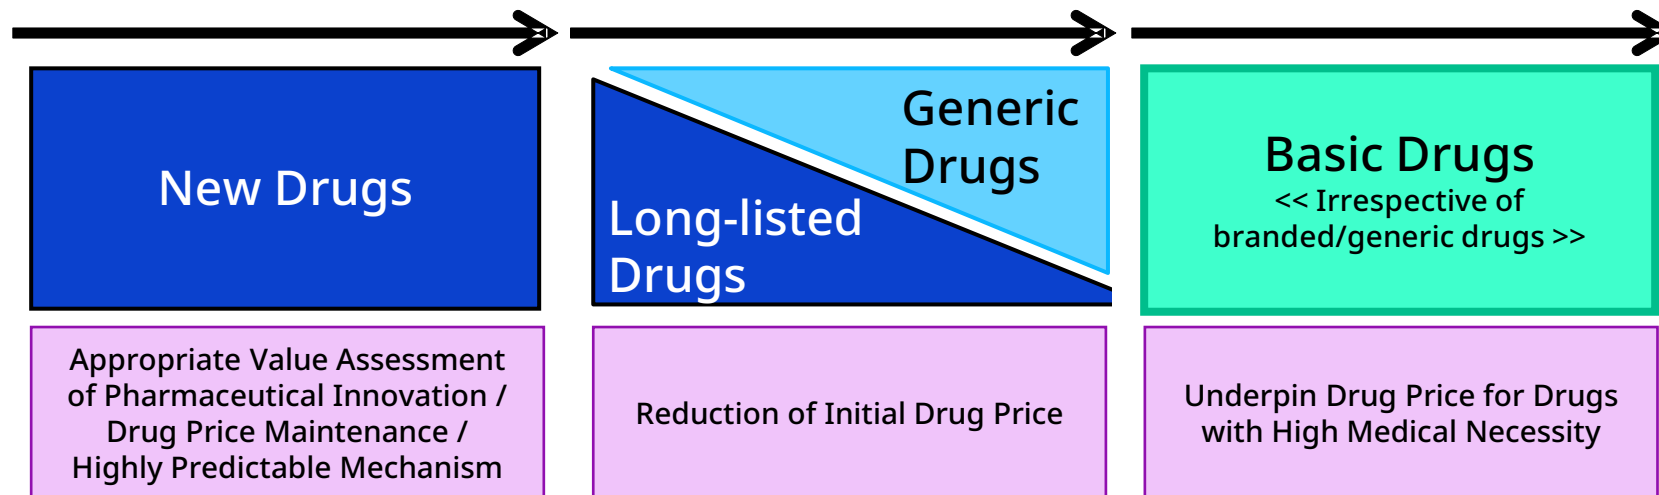 New Drugs
Generic
Drugs
Long-listed
Drugs
Basic Drugs
<< Irrespective of
branded/generic drugs >>
Appropriate Value Assessment
of Pharmaceutical Innovation /
Drug Price Maintenance /
Highly Predictable Mechanism
Reduction of Initial Drug Price
Underpin Drug Price for Drugs
with High Medical Necessity